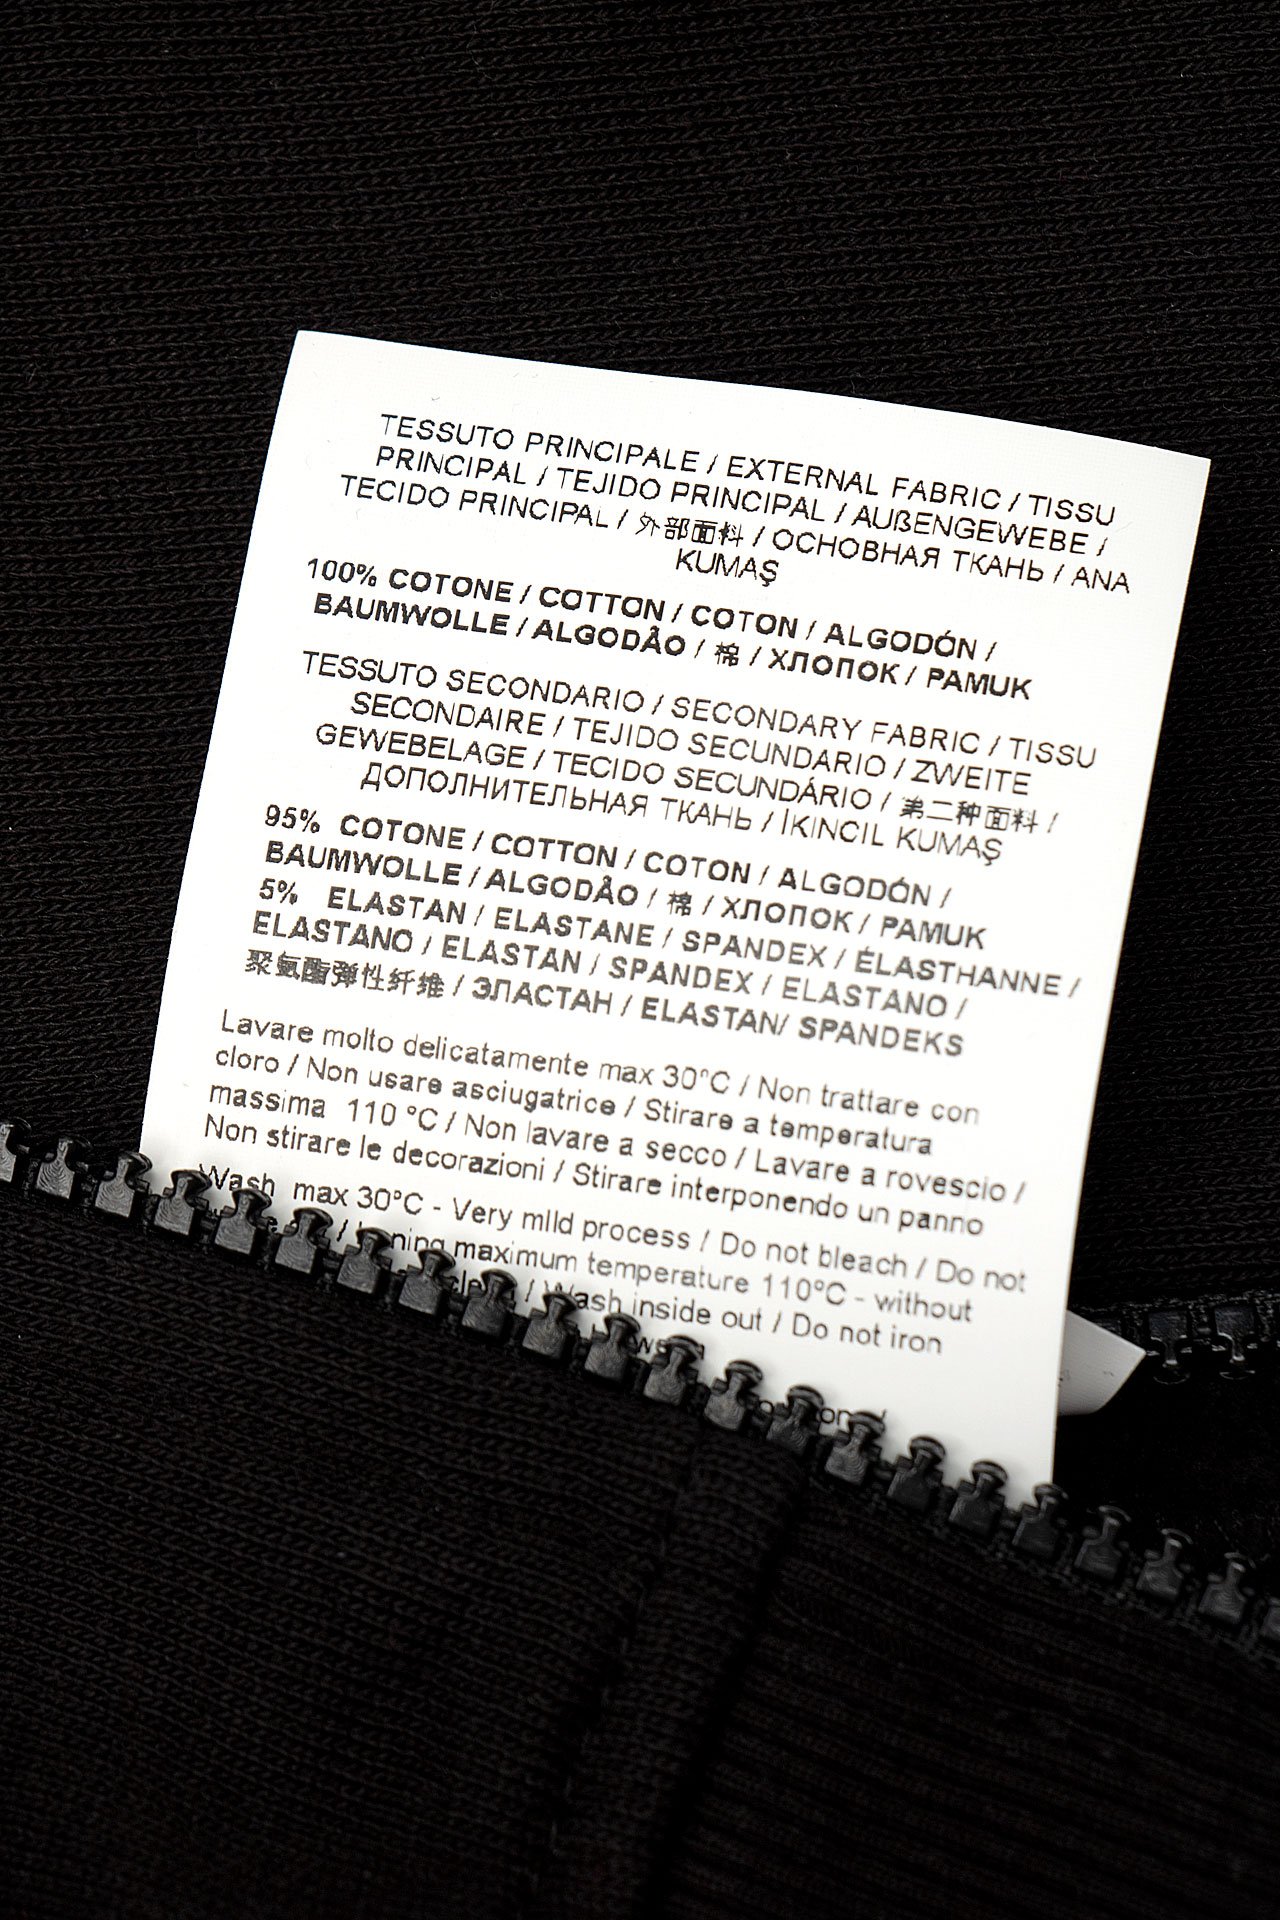 TESSUTO PRINCIPALE / EXTERNAL FABRIC / TISSU
PRINCIPAL / TEJIDO PRINCIPAL / AUßENGEWEBE /
TECIDO PRINCIPAL / 外部面料 / ОСНОВНАЯ ТКАНЬ / ANA
KUMAŞ
100% COTONE / COTTON / COTON / ALGODÓN /
BAUMWOLLE / ALGODÃO / 棉 / ХЛОПОК / PAMUK
TESSUTO SECONDARIO / SECONDARY FABRIC / TISSU
SECONDAIRE / TEJIDO SECUNDARIO / ZWEITE
GEWEBELAGE / TECIDO SECUNDÁRIO / 第二种面料 /
ДОПОЛНИТЕЛЬНАЯ ТКАНЬ / İKINCIL KUMAŞ
95% COTONE / COTTON / COTON / ALGODÓN /
BAUMWOLLE / ALGODÃO / 棉 / ХЛОПОК / PAMUK
5% ELASTAN / ELASTANE / SPANDEX / ÉLASTHANNE /
ELASTANO / ELASTAN / SPANDEX / ELASTANO /
聚氨酯弹性纤维 / ЭЛАСТАН / ELASTAN/ SPANDEKS
Lavare molto delicatamente max 30°C / Non trattare con
cloro / Non usare asciugatrice / Stirare a temperatura
massima 110 °C / Non lavare a secco / Lavare a rovescio /
Non stirare le decorazioni / Stirare interponendo un panno
Wash max 30°C - Very mild process / Do not bleach / Do not
/ maximum temperature 110°C - without
/ Wash inside out / Do not iron